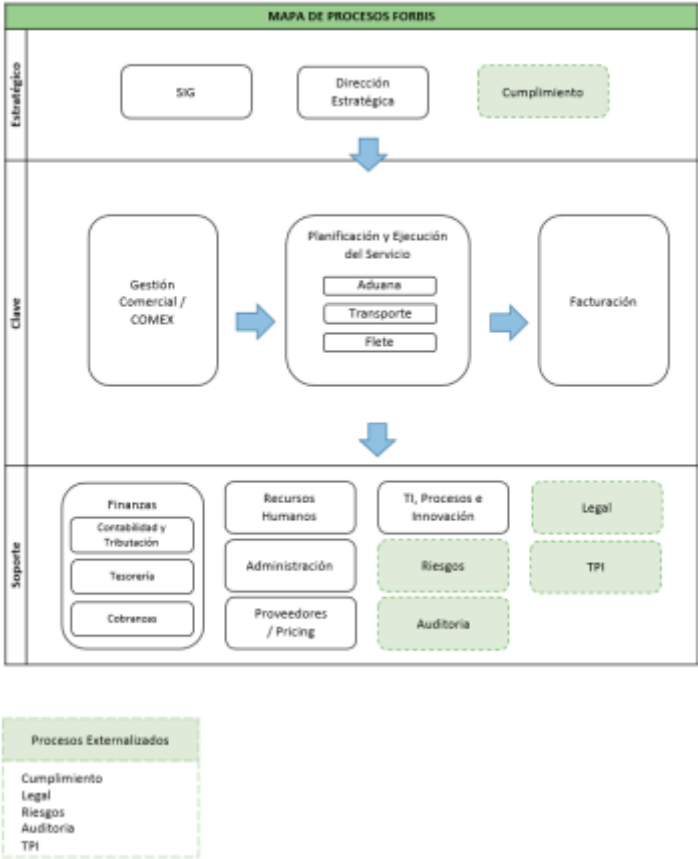 MAPA DE PROCESOS FORBIS
Estratégico
SIG
Dirección
Estratégica
Cumplimiento
Clave
Gestión
Comercial /
COMEX
Planificación y Ejecución
del Servicio
Aduana
Transporte
Flete
Facturación
Soporte
Finanzas
Contabilidad y
Tributación
Tesorería
Cobranzas
Recursos
Humanos
Administración
Proveedores
/ Pricing
TI, Procesos e
Innovación
Riesgos
Auditoria
Legal
TPI
Procesos Externalizados
Cumplimiento
Legal
Riesgos
Auditoria
TPI